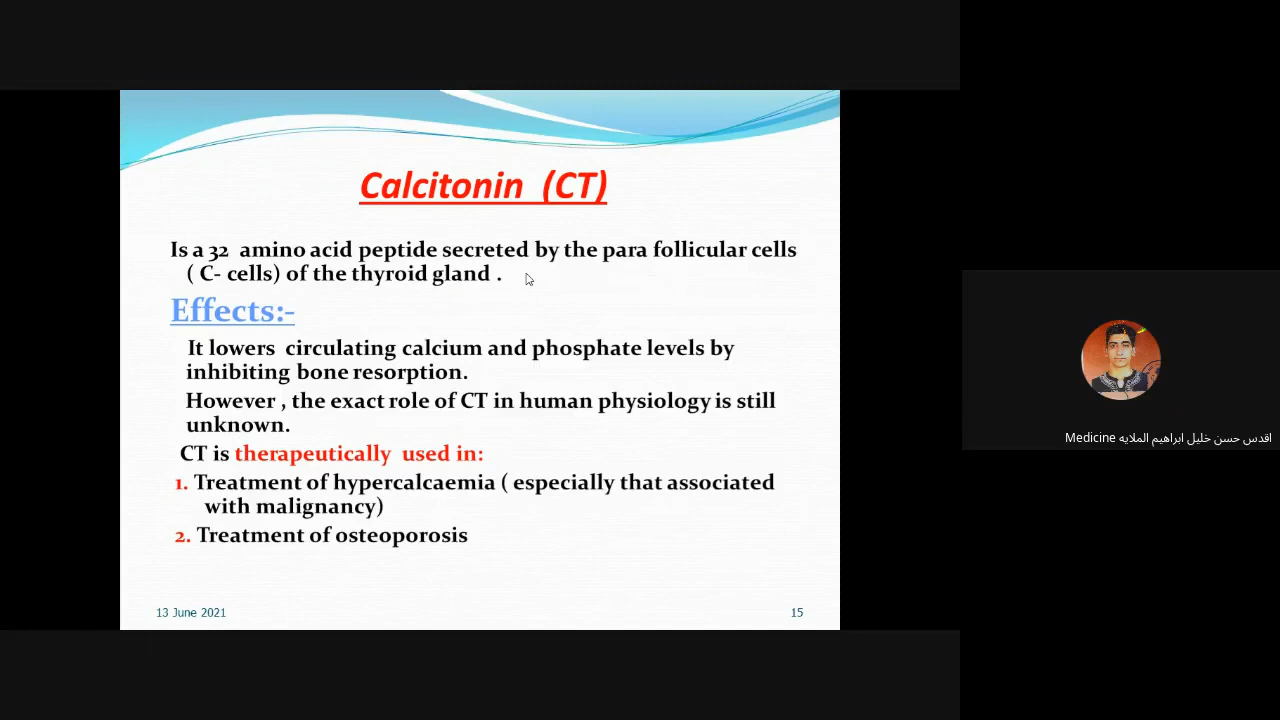 Calcitonin (CT)
Is a 32 amino acid peptide secreted by the para follicular cells
( C- cells) of the thyroid gland .
Effects:-
It lowers circulating calcium and phosphate levels by
inhibiting bone resorption.
However , the exact role of CT in human physiology is still
unknown.
CT is therapeutically used in:
1. Treatment of hypercalcaemia ( especially that associated
with malignancy)
2. Treatment of osteoporosis
13 June 2021
15
اقدس حسن خليل ابراهيم الملايه Medicine